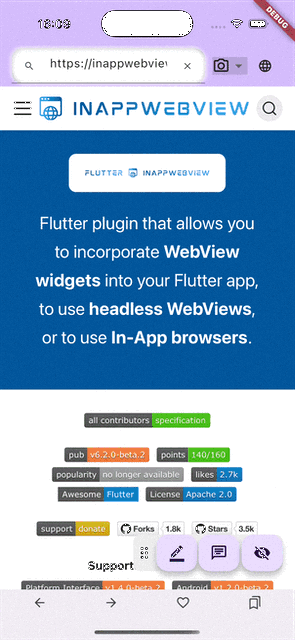 16:09
DEBUG
https://inappwebview
INAPPWEBVIEW
FLUTTER INAPPWEBVIEW
Flutter plugin that allows you
to incorporate WebView
widgets into your Flutter app,
to use headless WebViews,
or to use In-App browsers.
all contributors specification
pub v6.2.0-beta.2 points 140/160
popularity no longer available likes 2.7k
Awesome Flutter License Apache 2.0
support donate Forks 1.8k Stars 3.5k
Support
Platform Interface v1.4.0-beta.2 Android v1.2.0-beta.2